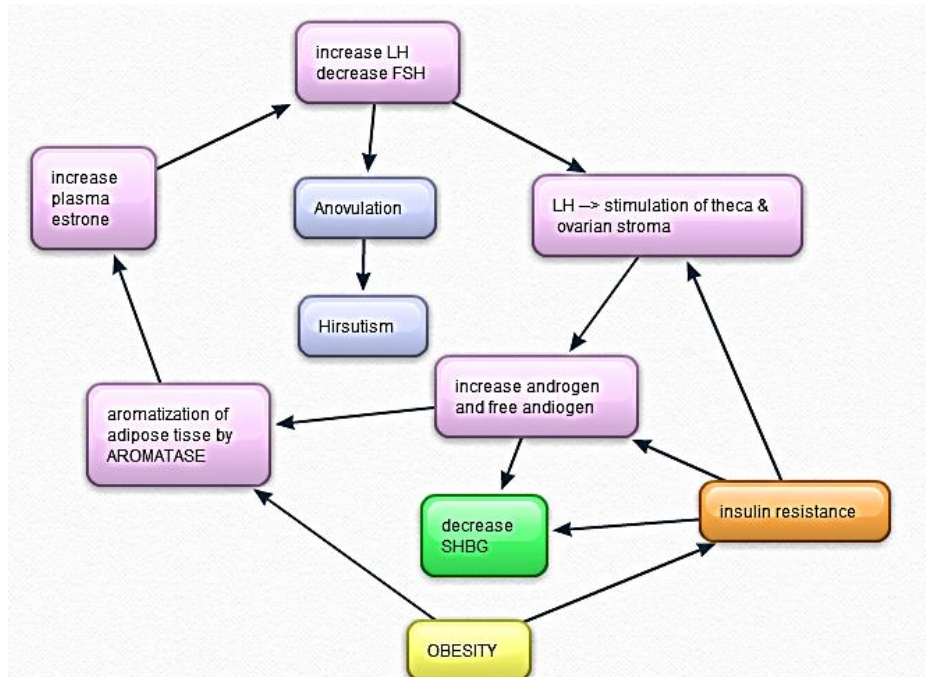 increase LH
decrease FSH
increase
plasma
estrone
Anovulation
LH --> stimulation of theca &
ovarian stroma
Hirsutism
increase androgen
and free andiogen
aromatization of
adipose tisse by
AROMATASE
insulin resistance
decrease
SHBG
OBESITY